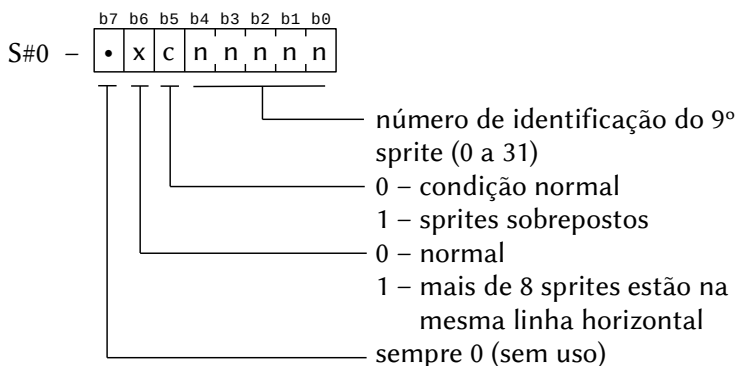 b7 b6 b5 b4 b3 b2 b1 b0
S#0 – • x c n n n n n
número de identificação do 9º
sprite (0 a 31)
0 – condição normal
1 – sprites sobrepostos
0 – normal
1 – mais de 8 sprites estão na
mesma linha horizontal
sempre 0 (sem uso)